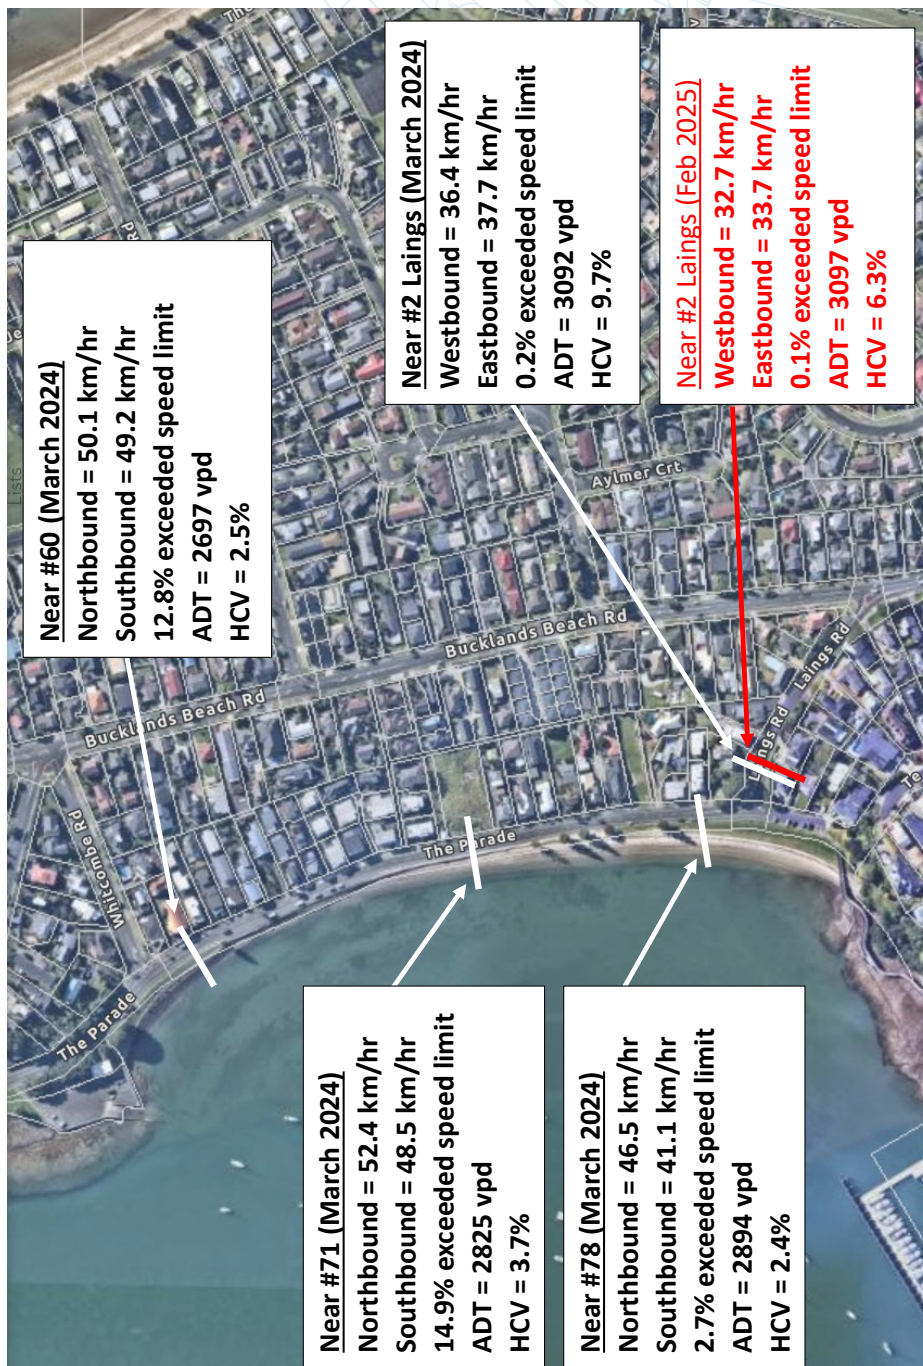 Near #60 (March 2024)
Northbound = 50.1 km/hr
Southbound = 49.2 km/hr
12.8% exceeded speed limit
ADT = 2697 vpd
HCV = 2.5%
Near #2 Laings (March 2024)
Westbound = 36.4 km/hr
Eastbound = 37.7 km/hr
0.2% exceeded speed limit
ADT = 3092 vpd
HCV = 9.7%
Near #2 Laings (Feb 2025)
Westbound = 32.7 km/hr
Eastbound = 33.7 km/hr
0.1% exceeded speed limit
ADT = 3097 vpd
HCV = 6.3%
Near #71 (March 2024)
Northbound = 52.4 km/hr
Southbound = 48.5 km/hr
14.9% exceeded speed limit
ADT = 2825 vpd
HCV = 3.7%
Near #78 (March 2024)
Northbound = 46.5 km/hr
Southbound = 41.1 km/hr
2.7% exceeded speed limit
ADT = 2894 vpd
HCV = 2.4%
The Parade
Whitcombe Rd
Bucklands Beach Rd
Bucklands Beach Rd
The Parade
Aylmer Crt
Laings Rd
Laings Rd
Rd
The
Lists